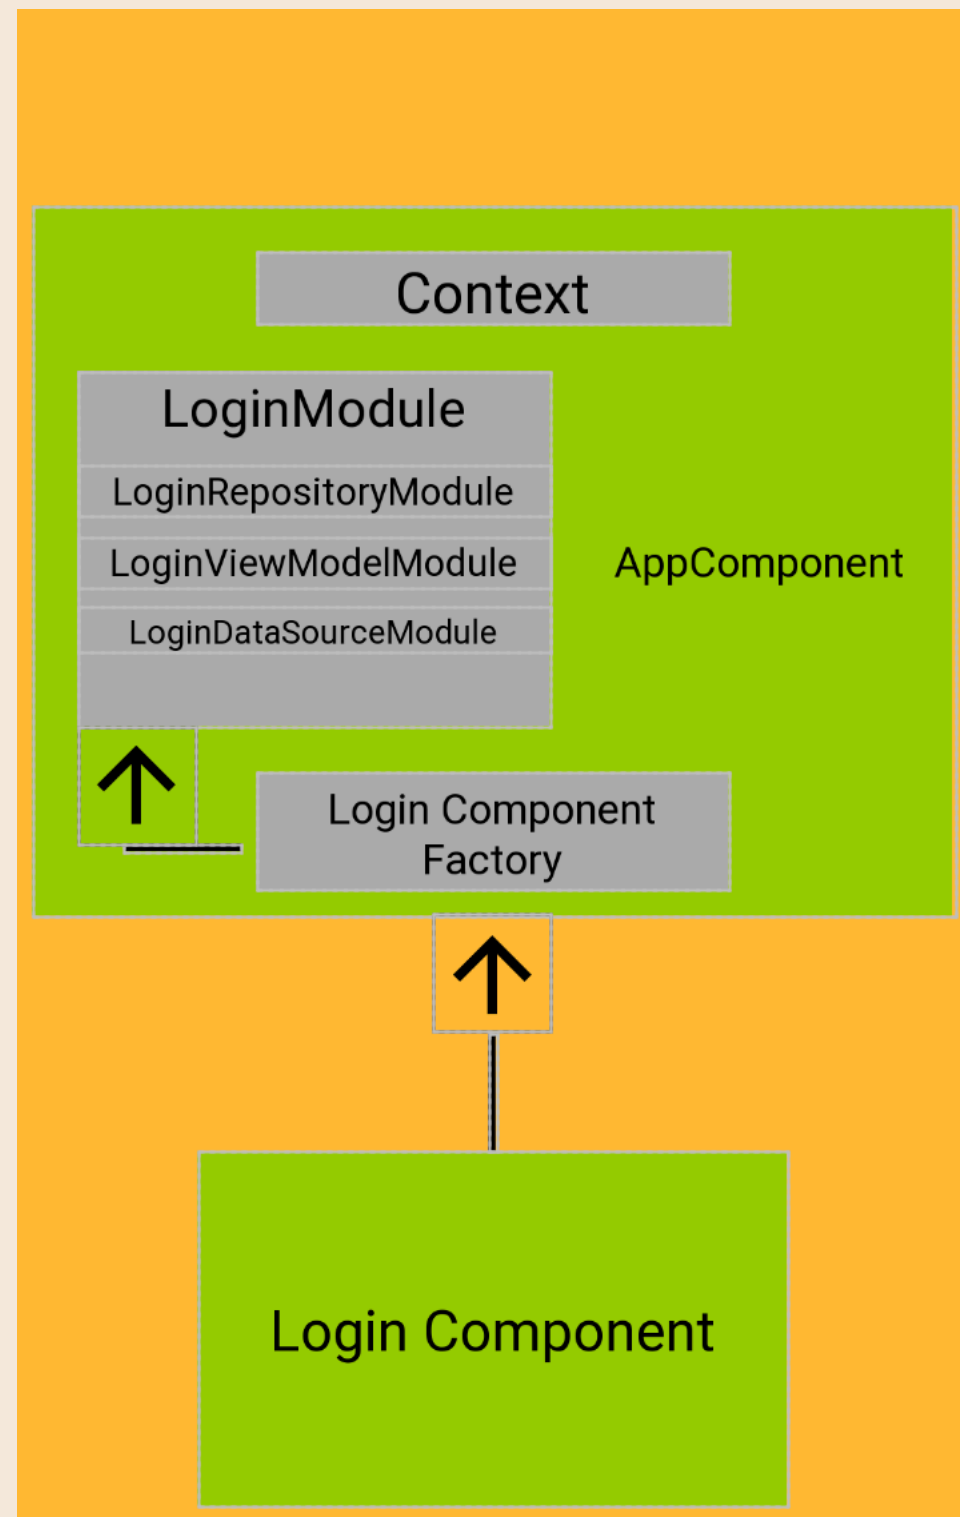 Context
LoginModule
LoginRepositoryModule
LoginViewModelModule
AppComponent
LoginDataSourceModule
Login Component
Factory
Login Component